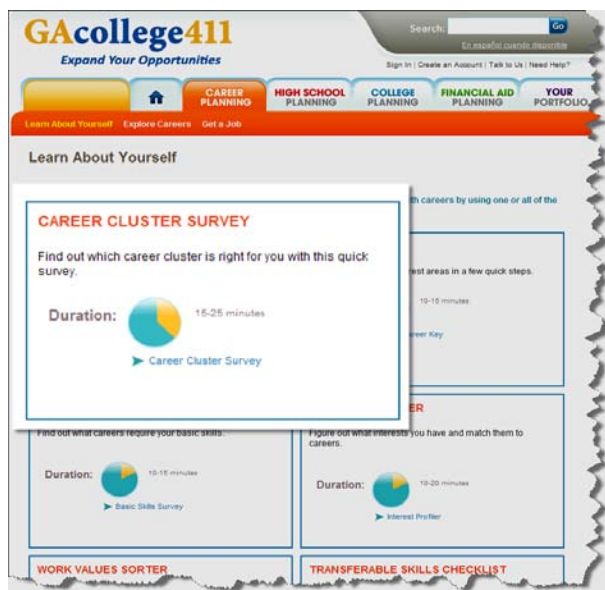 GAcollege411
Expand Your Opportunities
Search:
Go
En español cuando disponible
Sign In | Create an Account | Talk to Us | Need Help?
CAREER PLANNING
HIGH SCHOOL PLANNING
COLLEGE PLANNING
FINANCIAL AID PLANNING
YOUR PORTFOLIO
Learn About Yourself Explore Careers Get a Job
Learn About Yourself
th careers by using one or all of the
CAREER CLUSTER SURVEY
Find out which career cluster is right for you with this quick
survey.
Duration:
15-25 minutes
Career Cluster Survey
rest areas in a few quick steps.
10-15 minutes
reer Key
Find out what careers require your basic skills.
Duration:
10-15 minutes
Basic Skills Survey
ER
Figure out what interests you have and match them to
careers.
Duration:
10-20 minutes
Interest Profiler
WORK VALUES SORTER
TRANSFERABLE SKILLS CHECKLIST